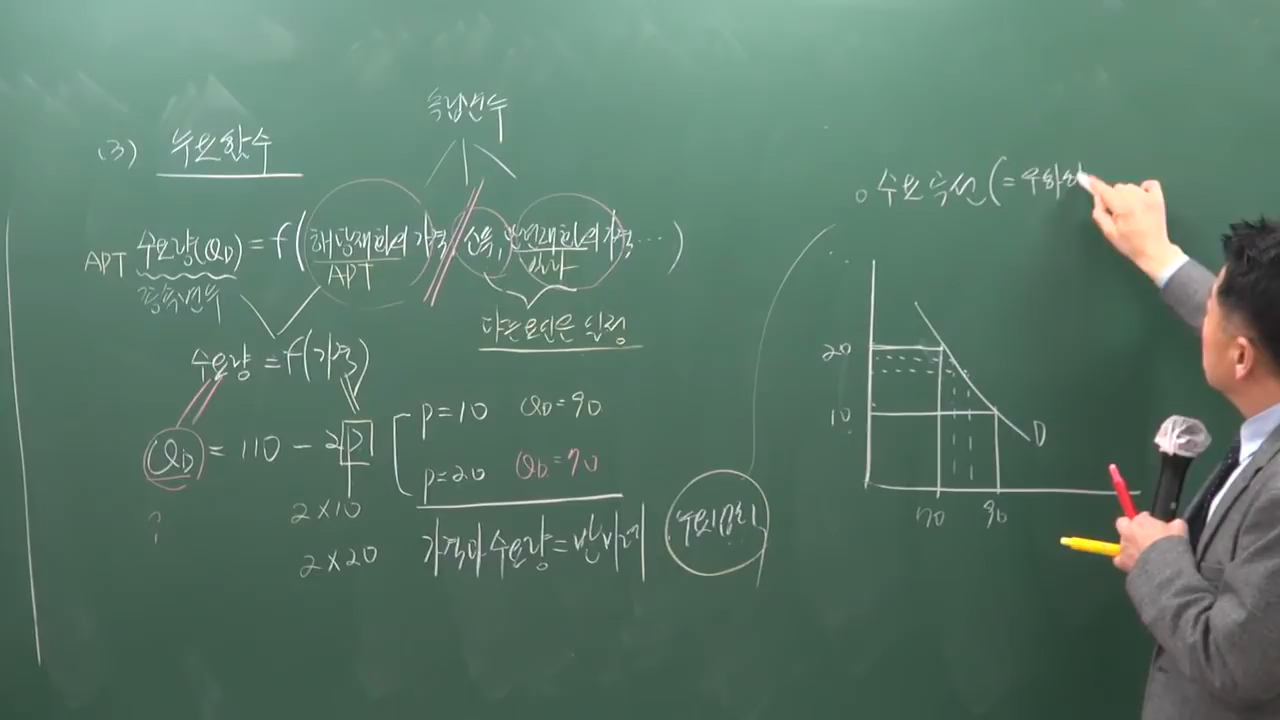 (3) 수요함수
독립변수
APT 수요량(QD) = f(해당재화의 가격 // 소득, 관련재화의 가격 ···)
APT
빌라
종속변수
다른요인은 일정
수요량 = f(가격)
QD = 110 - 2P
?
2×10
2×20
P=10 QD=90
P=20 QD=70
가격과 수요량=반비례
수요법칙
o 수요곡선(=우하향
20
10
D
70 90